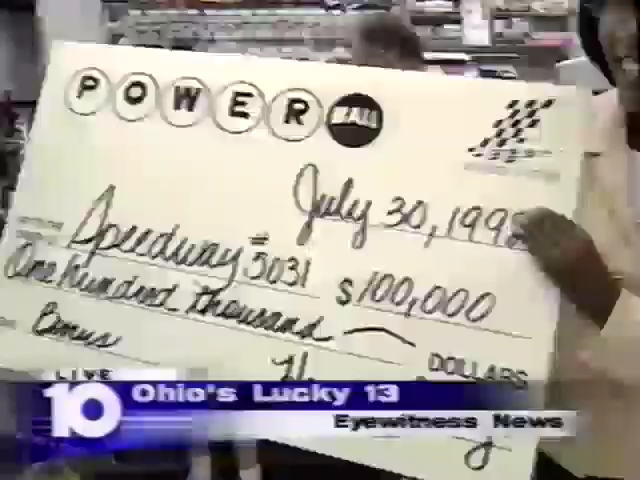 POWER BALL
July 30, 1998
Speedway # 5031 $100,000
One hundred thousand
DOLLARS
Bonus
LIVE
10
Ohio's Lucky 13
Eyewitness News